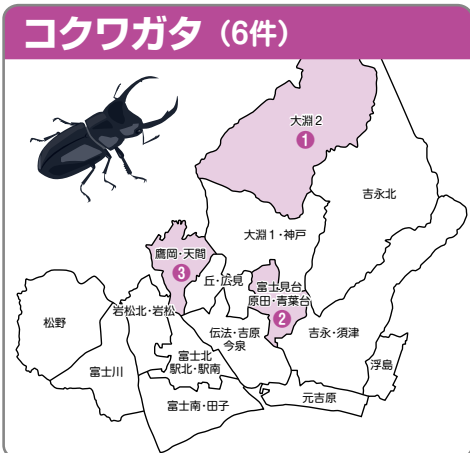 コクワガタ（6件）
大淵2
1
吉永北
大淵1・神戸
鷹岡・天間
3
丘・広見
富士見台
原田・青葉台
2
岩松北・岩松
松野
伝法・吉原
今泉
吉永・須津
富士北
駅北・駅南
浮島
富士川
元吉原
富士南・田子